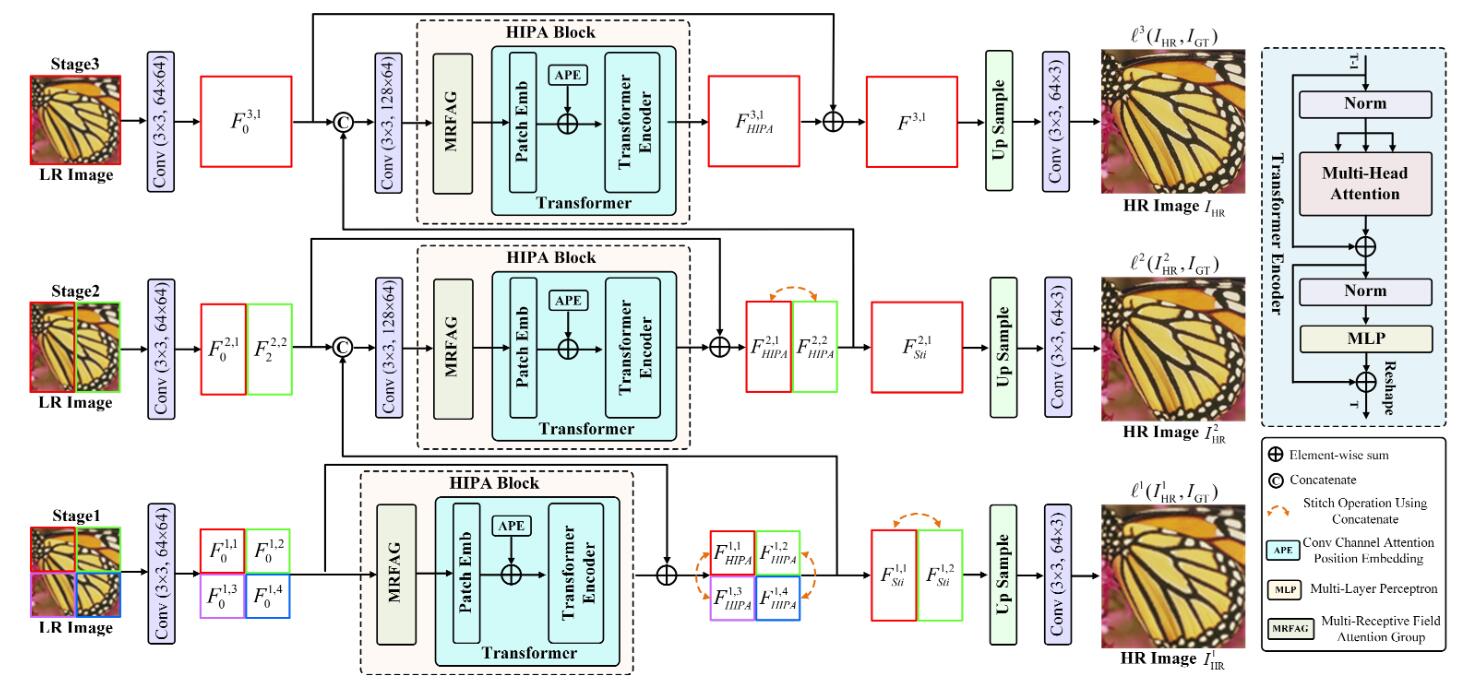 Stage3
LR Image
Conv (3×3, 64×64)
F_0^{3,1}
C
Conv (3×3, 128×64)
HIPA Block
MRFAG
Patch Emb
APE
Transformer Encoder
Transformer
F_{HIPA}^{3,1}
F^{3,1}
Up Sample
Conv (3×3, 64×3)
ℓ^3(I_{HR}, I_{GT})
HR Image I_{HR}
Stage2
LR Image
Conv (3×3, 64×64)
F_0^{2,1}
F_2^{2,2}
C
Conv (3×3, 128×64)
HIPA Block
MRFAG
Patch Emb
APE
Transformer Encoder
Transformer
F_{HIPA}^{2,1}
F_{HIPA}^{2,2}
F_{Sti}^{2,1}
Up Sample
Conv (3×3, 64×3)
ℓ^2(I_{HR}^2, I_{GT})
HR Image I_{HR}^2
Stage1
LR Image
Conv (3×3, 64×64)
F_0^{1,1}
F_0^{1,2}
F_0^{1,3}
F_0^{1,4}
HIPA Block
MRFAG
Patch Emb
APE
Transformer Encoder
Transformer
F_{HIPA}^{1,1}
F_{HIPA}^{1,2}
F_{HIPA}^{1,3}
F_{HIPA}^{1,4}
F_{Sti}^{1,1}
F_{Sti}^{1,2}
Up Sample
Conv (3×3, 64×3)
ℓ^1(I_{HR}^1, I_{GT})
HR Image I_{HR}^1
T-1
Norm
Multi-Head
Attention
Transformer Encoder
Norm
MLP
Reshape
T
Element-wise sum
C Concatenate
Stitch Operation Using
Concatenate
APE Conv Channel Attention
Position Embedding
MLP Multi-Layer Perceptron
MRFAG Multi-Receptive Field
Attention Group